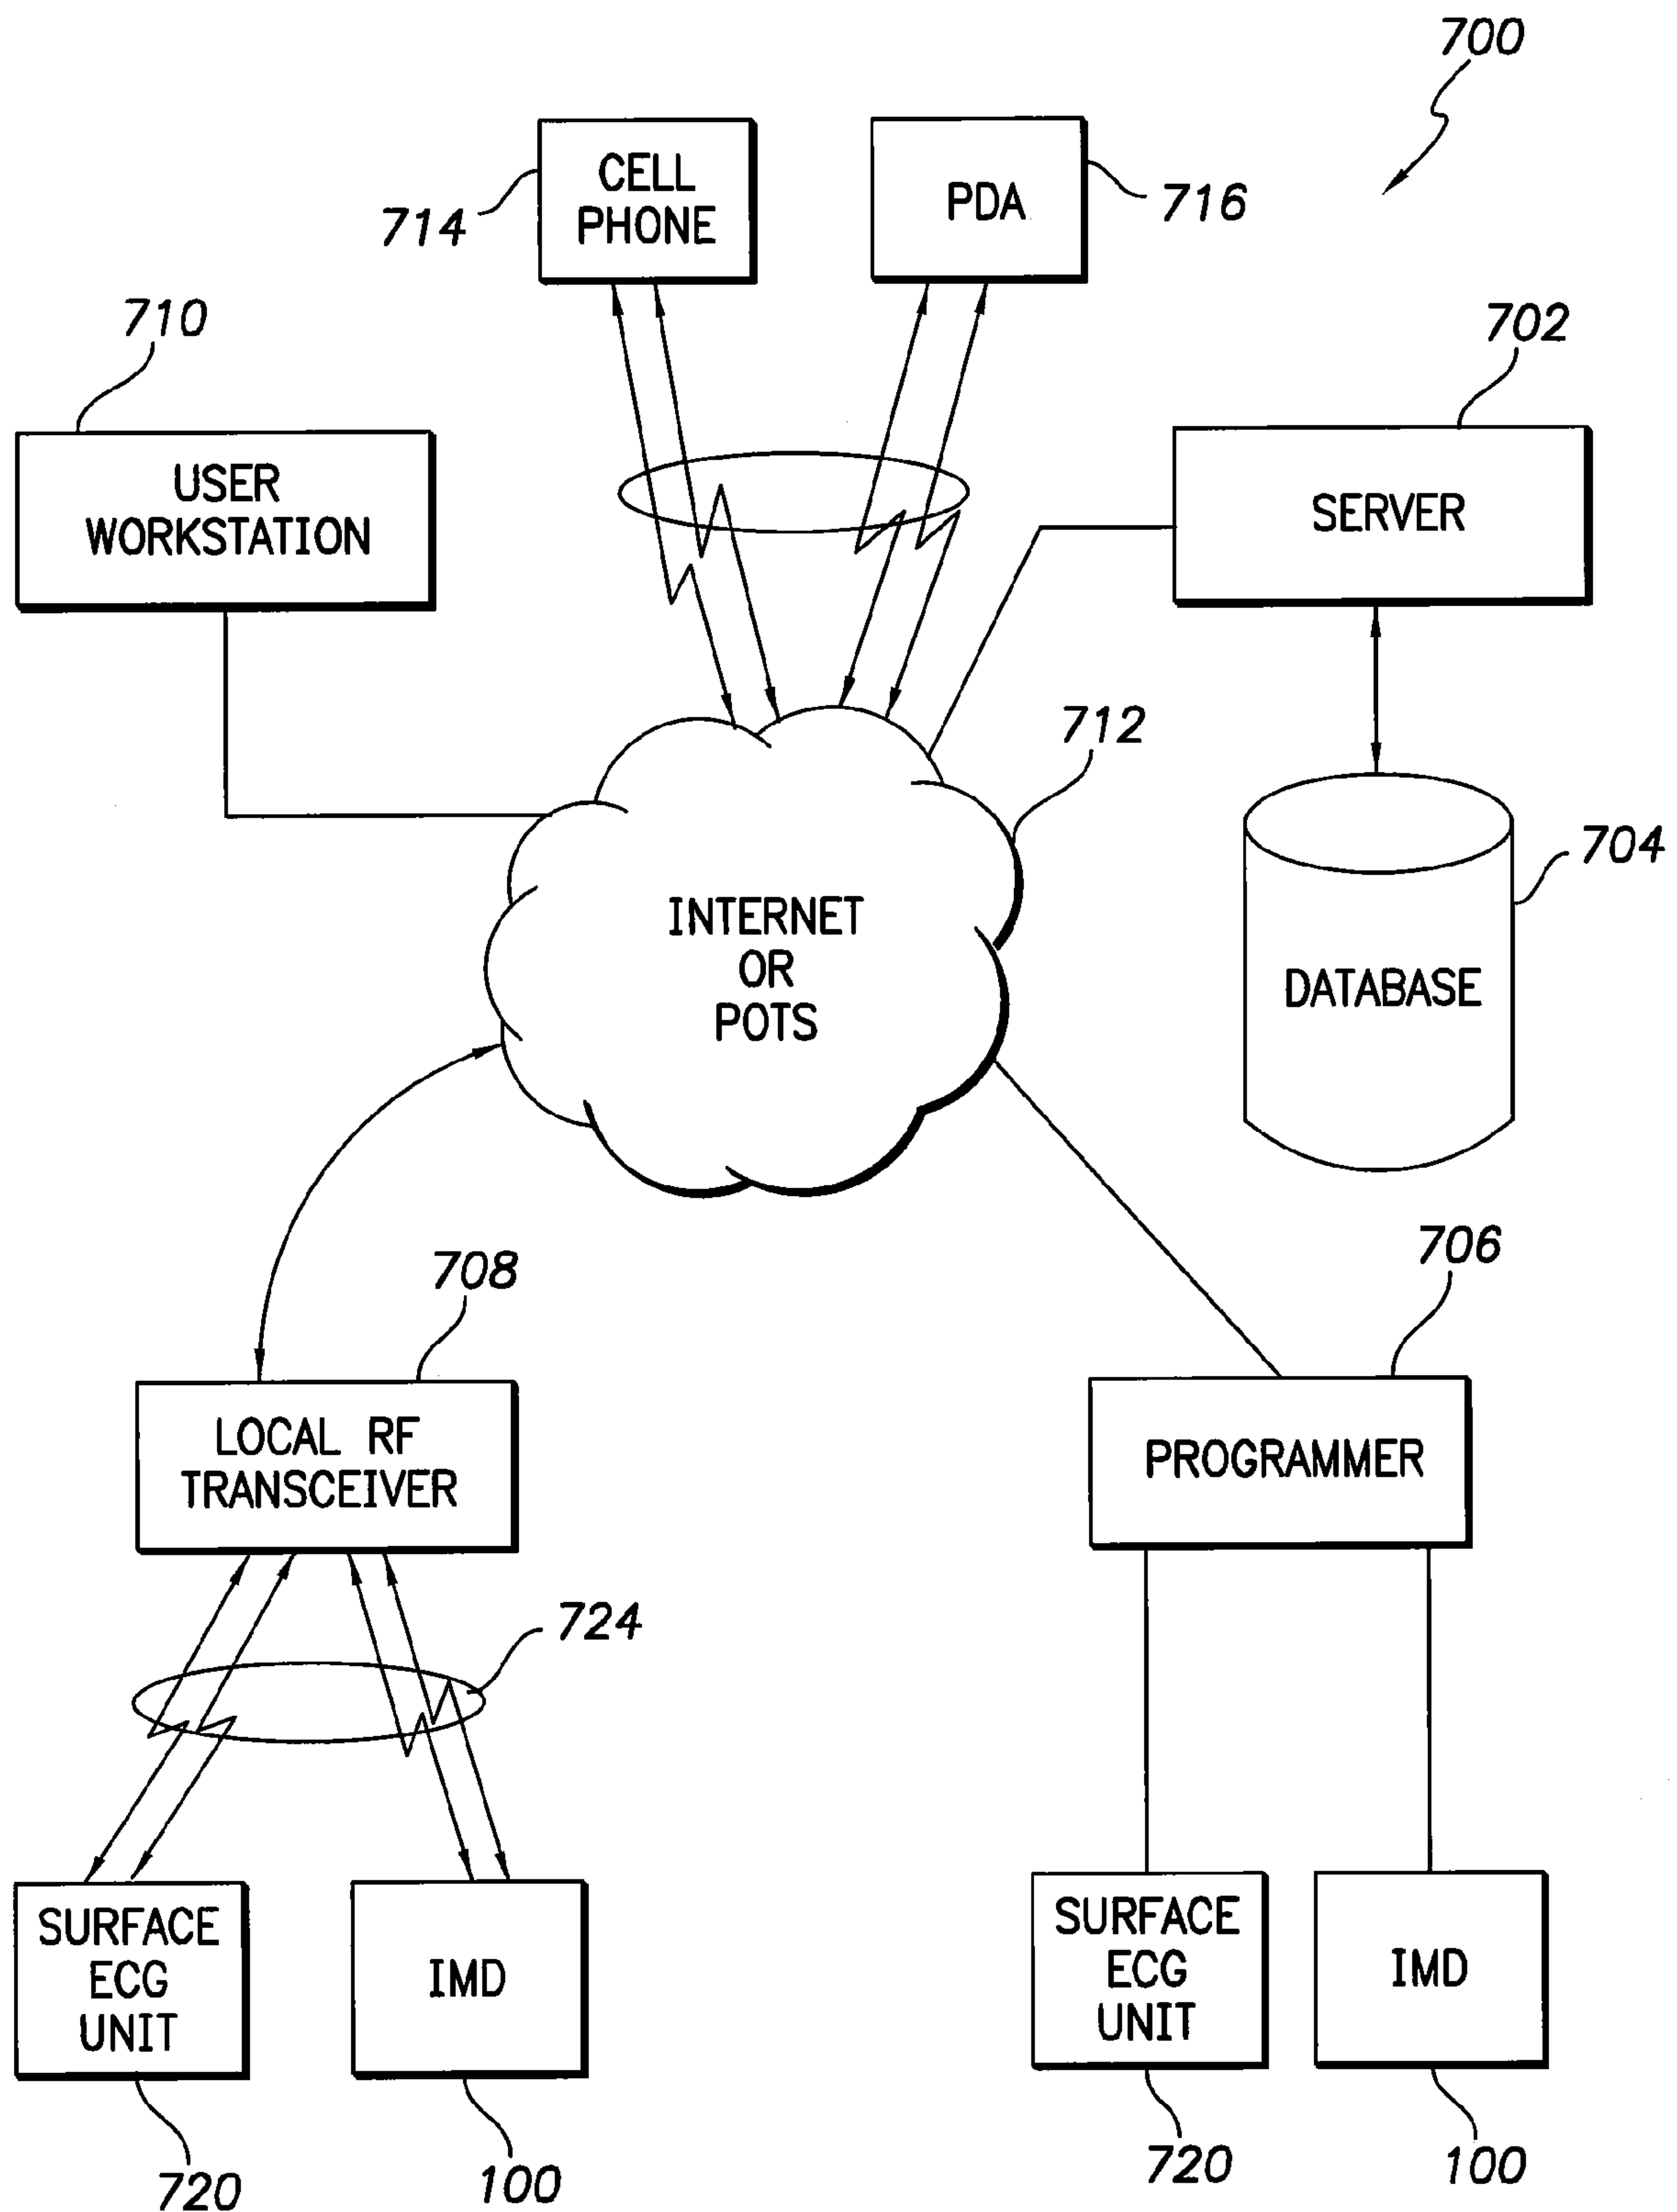 700
CELL
PHONE
714
PDA
716
710
USER
WORKSTATION
702
SERVER
712
704
DATABASE
INTERNET
OR
POTS
708
LOCAL RF
TRANSCEIVER
706
PROGRAMMER
724
SURFACE
ECG
UNIT
IMD
SURFACE
ECG
UNIT
IMD
720
100
720
100